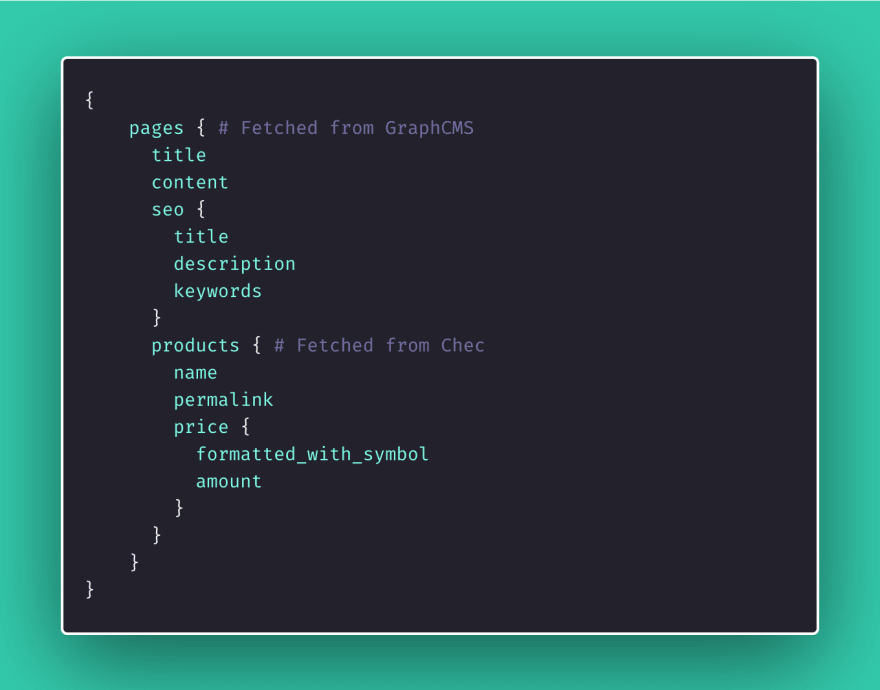 {
    pages { # Fetched from GraphCMS
      title
      content
      seo {
        title
        description
        keywords
      }
      products { # Fetched from Chec
        name
        permalink
        price {
          formatted_with_symbol
          amount
        }
      }
    }
}